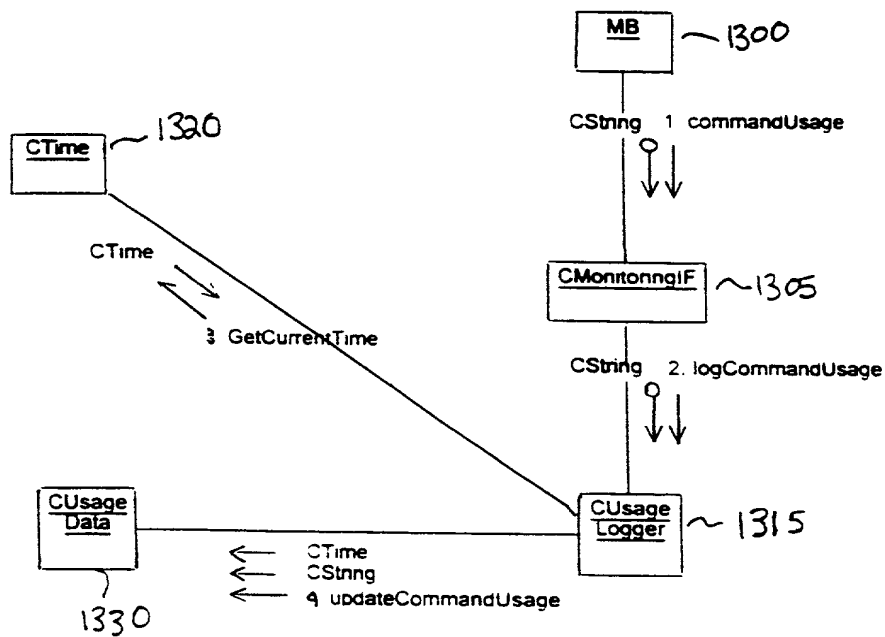 MB
1300
CString 1 commandUsage
1320
CTime
CTime
3 GetCurrentTime
CMonitoringIF
1305
CString 2. logCommandUsage
CUsage
Data
CUsage
Logger
1315
CTime
CString
4 updateCommandUsage
1330